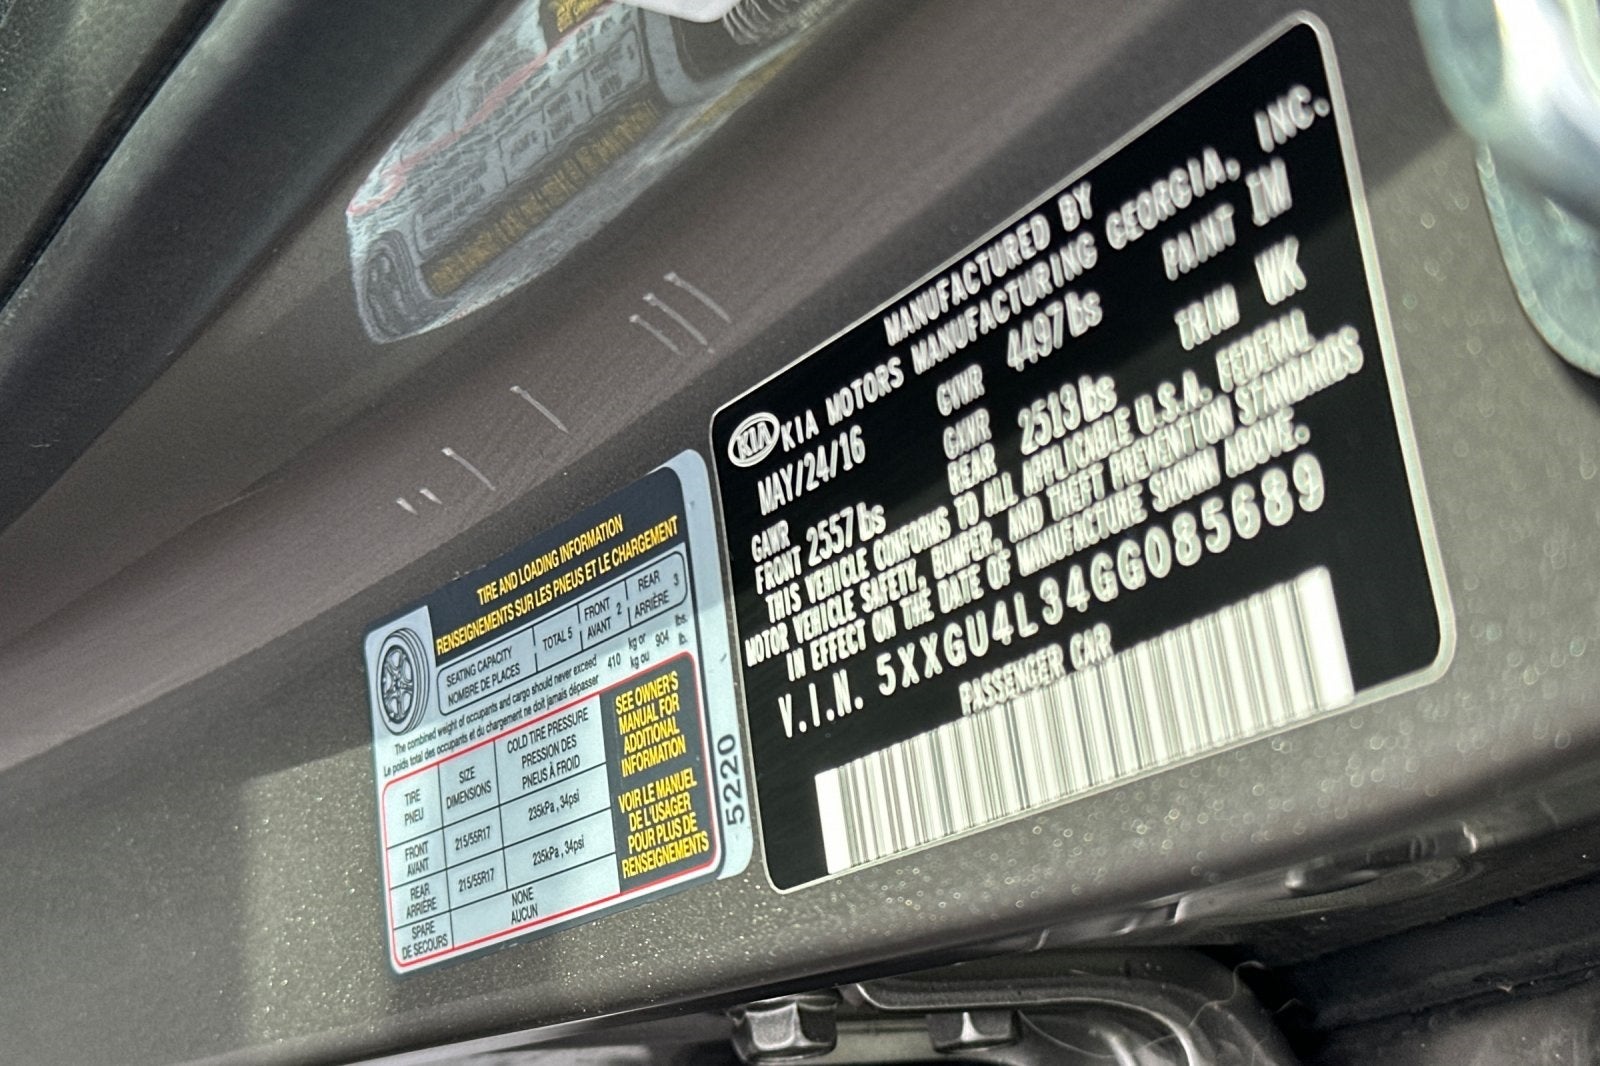 MANUFACTURED BY
KIA KIA MOTORS MANUFACTURING GEORGIA, INC.
MAY/24/16 GVWR 4497lbs PAINT IM
GAWR FRONT 2557lbs GAWR REAR 2513lbs TRIM WK
THIS VEHICLE CONFORMS TO ALL APPLICABLE U.S.A. FEDERAL
MOTOR VEHICLE SAFETY, BUMPER, AND THEFT PREVENTION STANDARDS
IN EFFECT ON THE DATE OF MANUFACTURE SHOWN ABOVE.
V.I.N. 5XXGU4L34GG085689
PASSENGER CAR
TIRE AND LOADING INFORMATION
RENSEIGNEMENTS SUR LES PNEUS ET LE CHARGEMENT
SEATING CAPACITY
NOMBRE DE PLACES
TOTAL 5
FRONT
AVANT 2
REAR
ARRIÈRE 3
The combined weight of occupants and cargo should never exceed 410 kg or 904 lbs.
Le poids total des occupants et du chargement ne doit jamais dépasser kg ou lb.
TIRE
PNEU
SIZE
DIMENSIONS
COLD TIRE PRESSURE
PRESSION DES
PNEUS À FROID
FRONT
AVANT
215/55R17
235kPa , 34psi
REAR
ARRIÈRE
215/55R17
235kPa , 34psi
SPARE
DE SECOURS
NONE
AUCUN
SEE OWNER'S
MANUAL FOR
ADDITIONAL
INFORMATION
VOIR LE MANUEL
DE L'USAGER
POUR PLUS DE
RENSEIGNEMENTS
5220